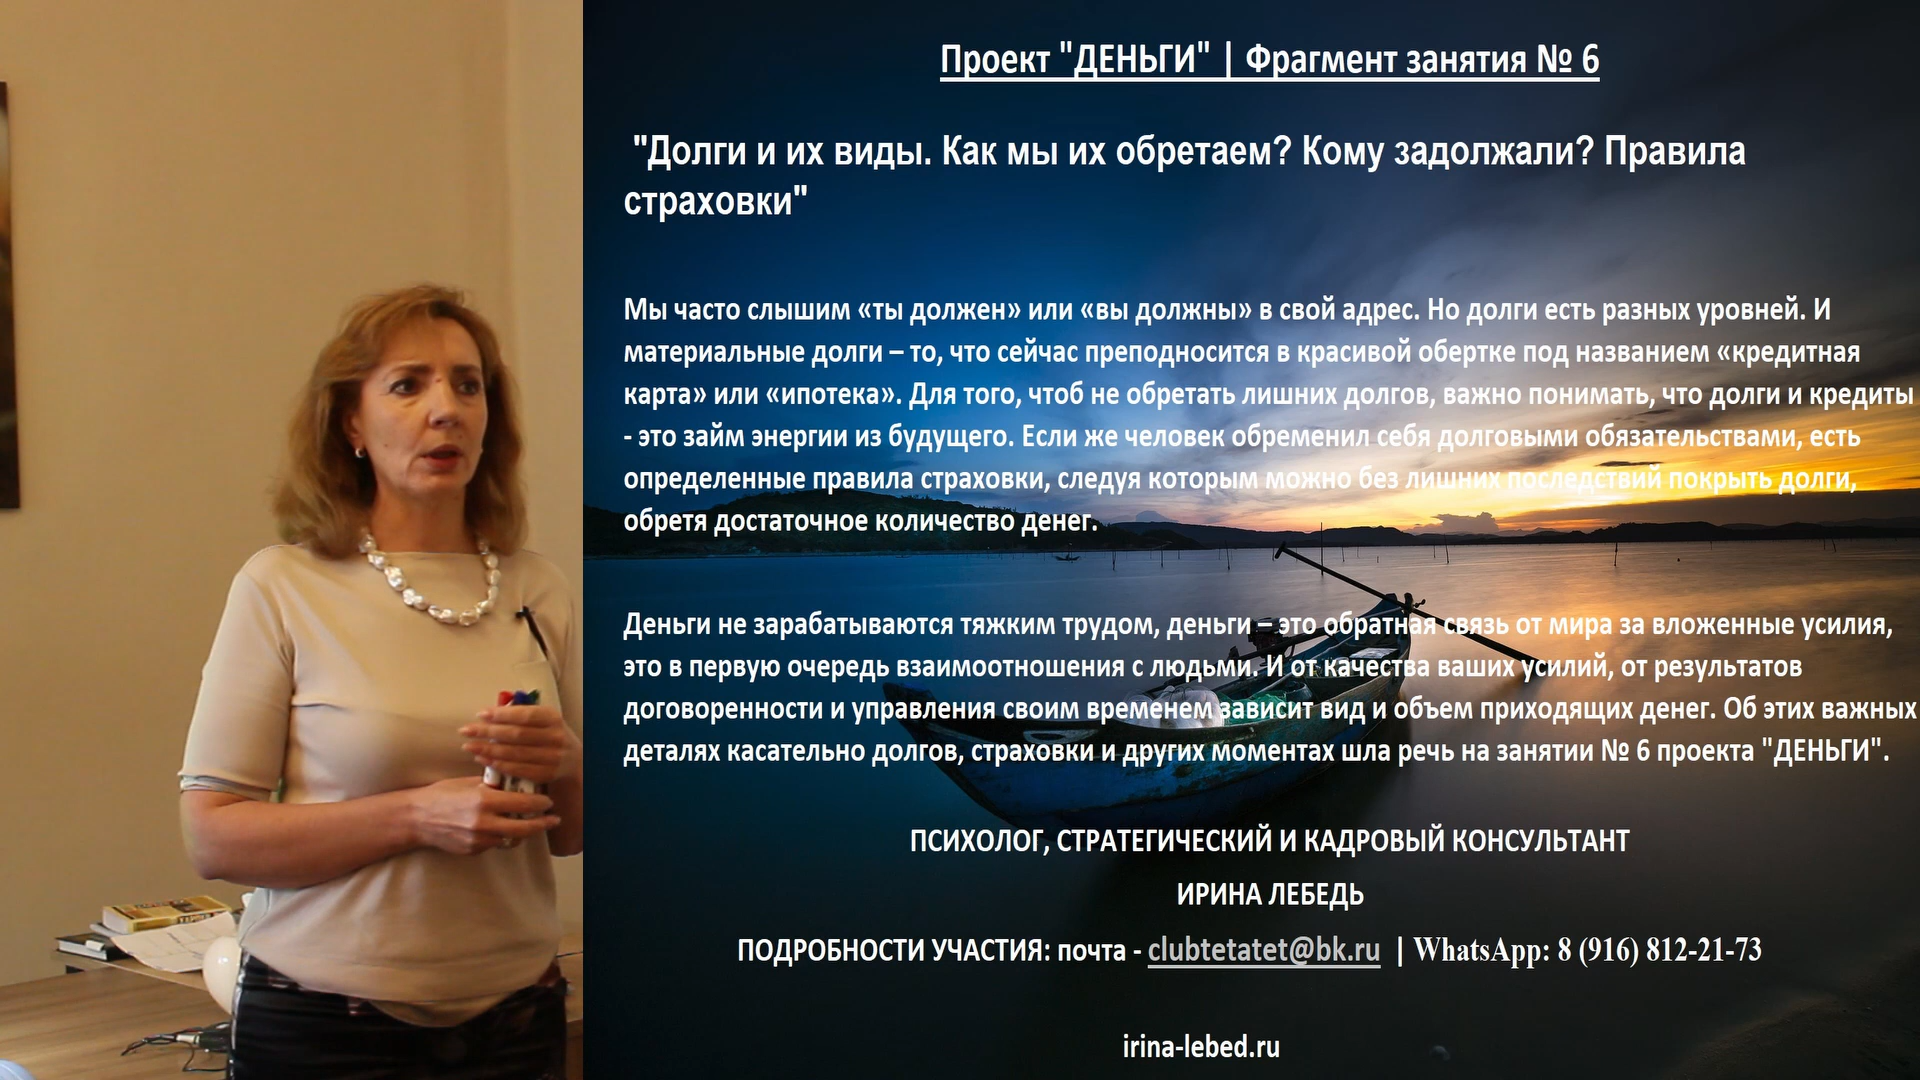 Проект "ДЕНЬГИ" | Фрагмент занятия № 6
"Долги и их виды. Как мы их обретаем? Кому задолжали? Правила
страховки"
Мы часто слышим «ты должен» или «вы должны» в свой адрес. Но долги есть разных уровней. И
материальные долги – то, что сейчас преподносится в красивой обертке под названием «кредитная
карта» или «ипотека». Для того, чтоб не обретать лишних долгов, важно понимать, что долги и кредиты
- это займ энергии из будущего. Если же человек обременил себя долговыми обязательствами, есть
определенные правила страховки, следуя которым можно без лишних последствий покрыть долги,
обретя достаточное количество денег.
Деньги не зарабатываются тяжким трудом, деньги – это обратная связь от мира за вложенные усилия,
это в первую очередь взаимоотношения с людьми. И от качества ваших усилий, от результатов
договоренности и управления своим временем зависит вид и объем приходящих денег. Об этих важных
деталях касательно долгов, страховки и других моментах шла речь на занятии № 6 проекта "ДЕНЬГИ".
ПСИХОЛОГ, СТРАТЕГИЧЕСКИЙ И КАДРОВЫЙ КОНСУЛЬТАНТ
ИРИНА ЛЕБЕДЬ
ПОДРОБНОСТИ УЧАСТИЯ: почта - clubtetatet@bk.ru | WhatsApp: 8 (916) 812-21-73
irina-lebed.ru